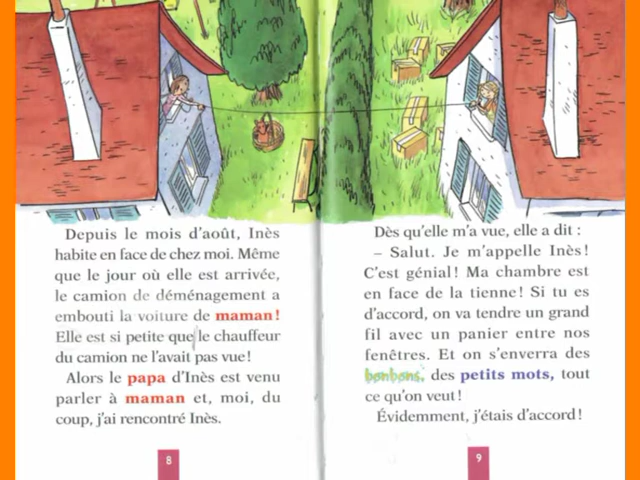 Depuis le mois d'août, Inès
habite en face de chez moi. Même
que le jour où elle est arrivée,
le camion de déménagement a
embouti la voiture de maman!
Elle est si petite que le chauffeur
du camion ne l'avait pas vue!
Alors le papa d'Inès est venu
parler à maman et, moi, du
coup, j'ai rencontré Inès.
8
Dès qu'elle m'a vue, elle a dit :
– Salut. Je m'appelle Inès!
C'est génial! Ma chambre est
en face de la tienne! Si tu es
d'accord, on va tendre un grand
fil avec un panier entre nos
fenêtres. Et on s'enverra des
bonbons, des petits mots, tout
ce qu'on veut!
Évidemment, j'étais d'accord!
9